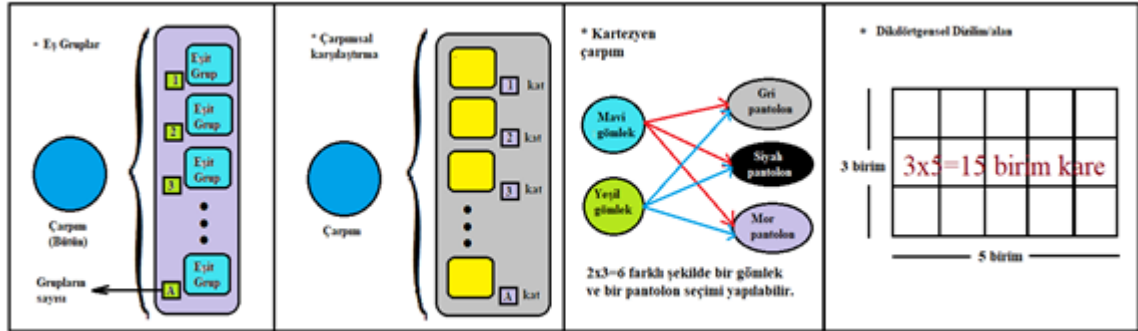 * Eş Gruplar
Eşit
Grup
1
Eşit
Grup
2
Eşit
Grup
3
Eşit
Grup
A
Çarpım
(Bütün)
Grupların
sayısı
* Çarpımsal
karşılaştırma
1 kat
2 kat
3 kat
A kat
Çarpım
* Kartezyen
çarpım
Mavi
gömlek
Yeşil
gömlek
Gri
pantolon
Siyah
pantolon
Mor
pantolon
2x3=6 farklı şekilde bir gömlek
ve bir pantolon seçimi yapılabilir.
* Dikdörtgensel Dizilim/alan
3 birim
3x5=15 birim kare
5 birim